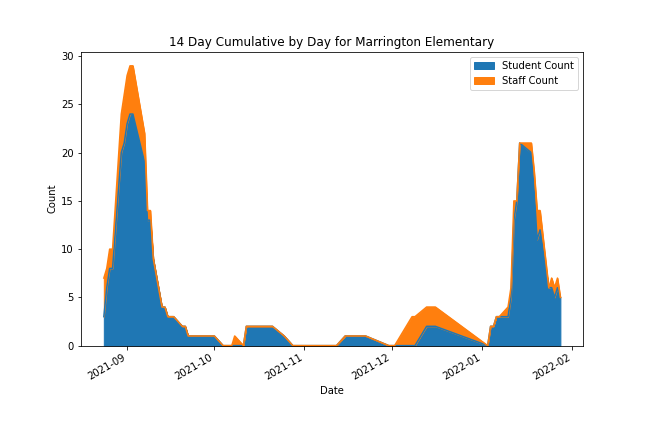 14 Day Cumulative by Day for Marrington Elementary
30
25
20
15
10
5
0
Count
Student Count
Staff Count
2021-09
2021-10
2021-11
2021-12
2022-01
2022-02
Date